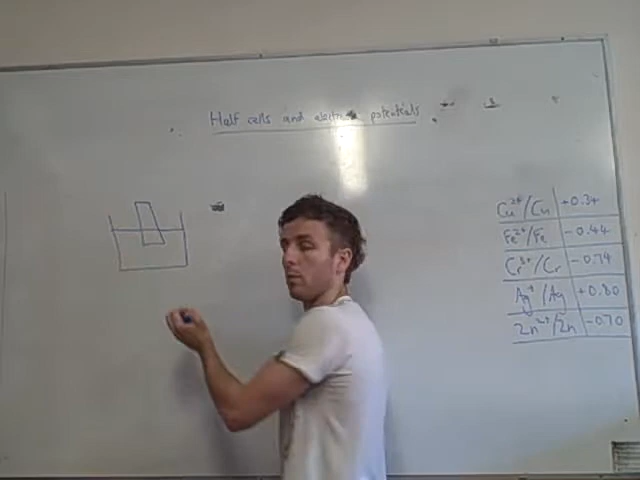 Half cells and electrode potentials
Cu²⁺/Cu +0.34
Fe²⁺/Fe -0.44
Cr³⁺/Cr -0.74
Ag⁺/Ag +0.80
Zn²⁺/Zn -0.70